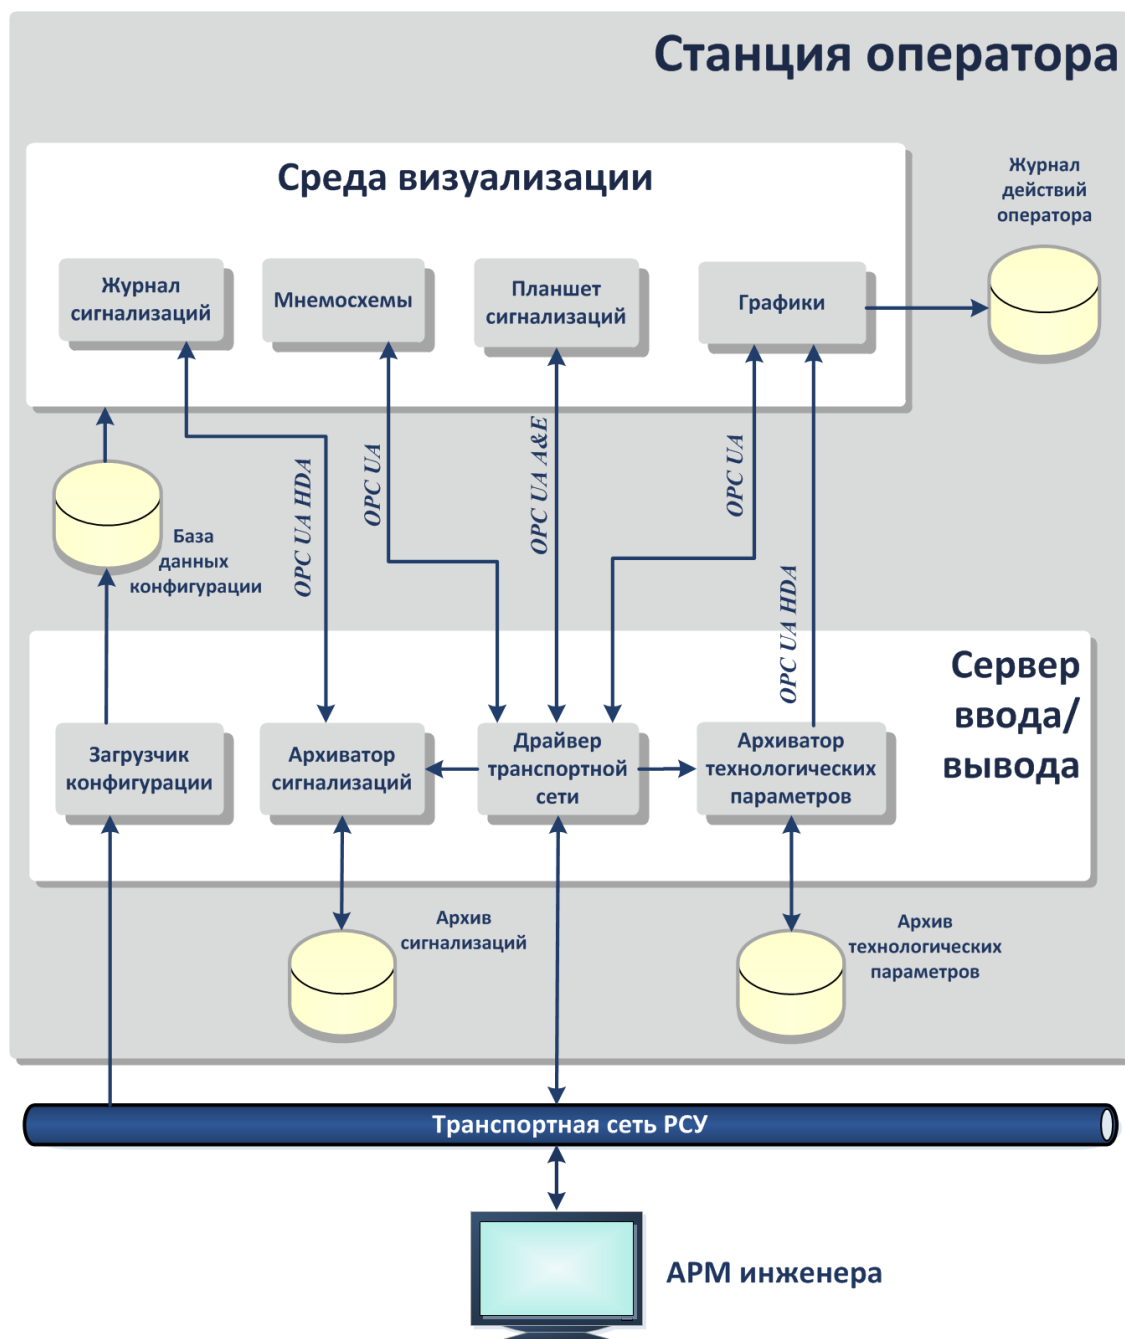 Станция оператора
Среда визуализации
Журнал
действий
оператора
Журнал
сигнализаций
Мнемосхемы
Планшет
сигнализаций
Графики
OPC UA HDA
OPC UA
OPC UA A&E
OPC UA
OPC UA HDA
База
данных
конфигурации
Сервер
ввода/
вывода
Загрузчик
конфигурации
Архиватор
сигнализаций
Драйвер
транспортной
сети
Архиватор
технологических
параметров
Архив
сигнализаций
Архив
технологических
параметров
Транспортная сеть РСУ
АРМ инженера